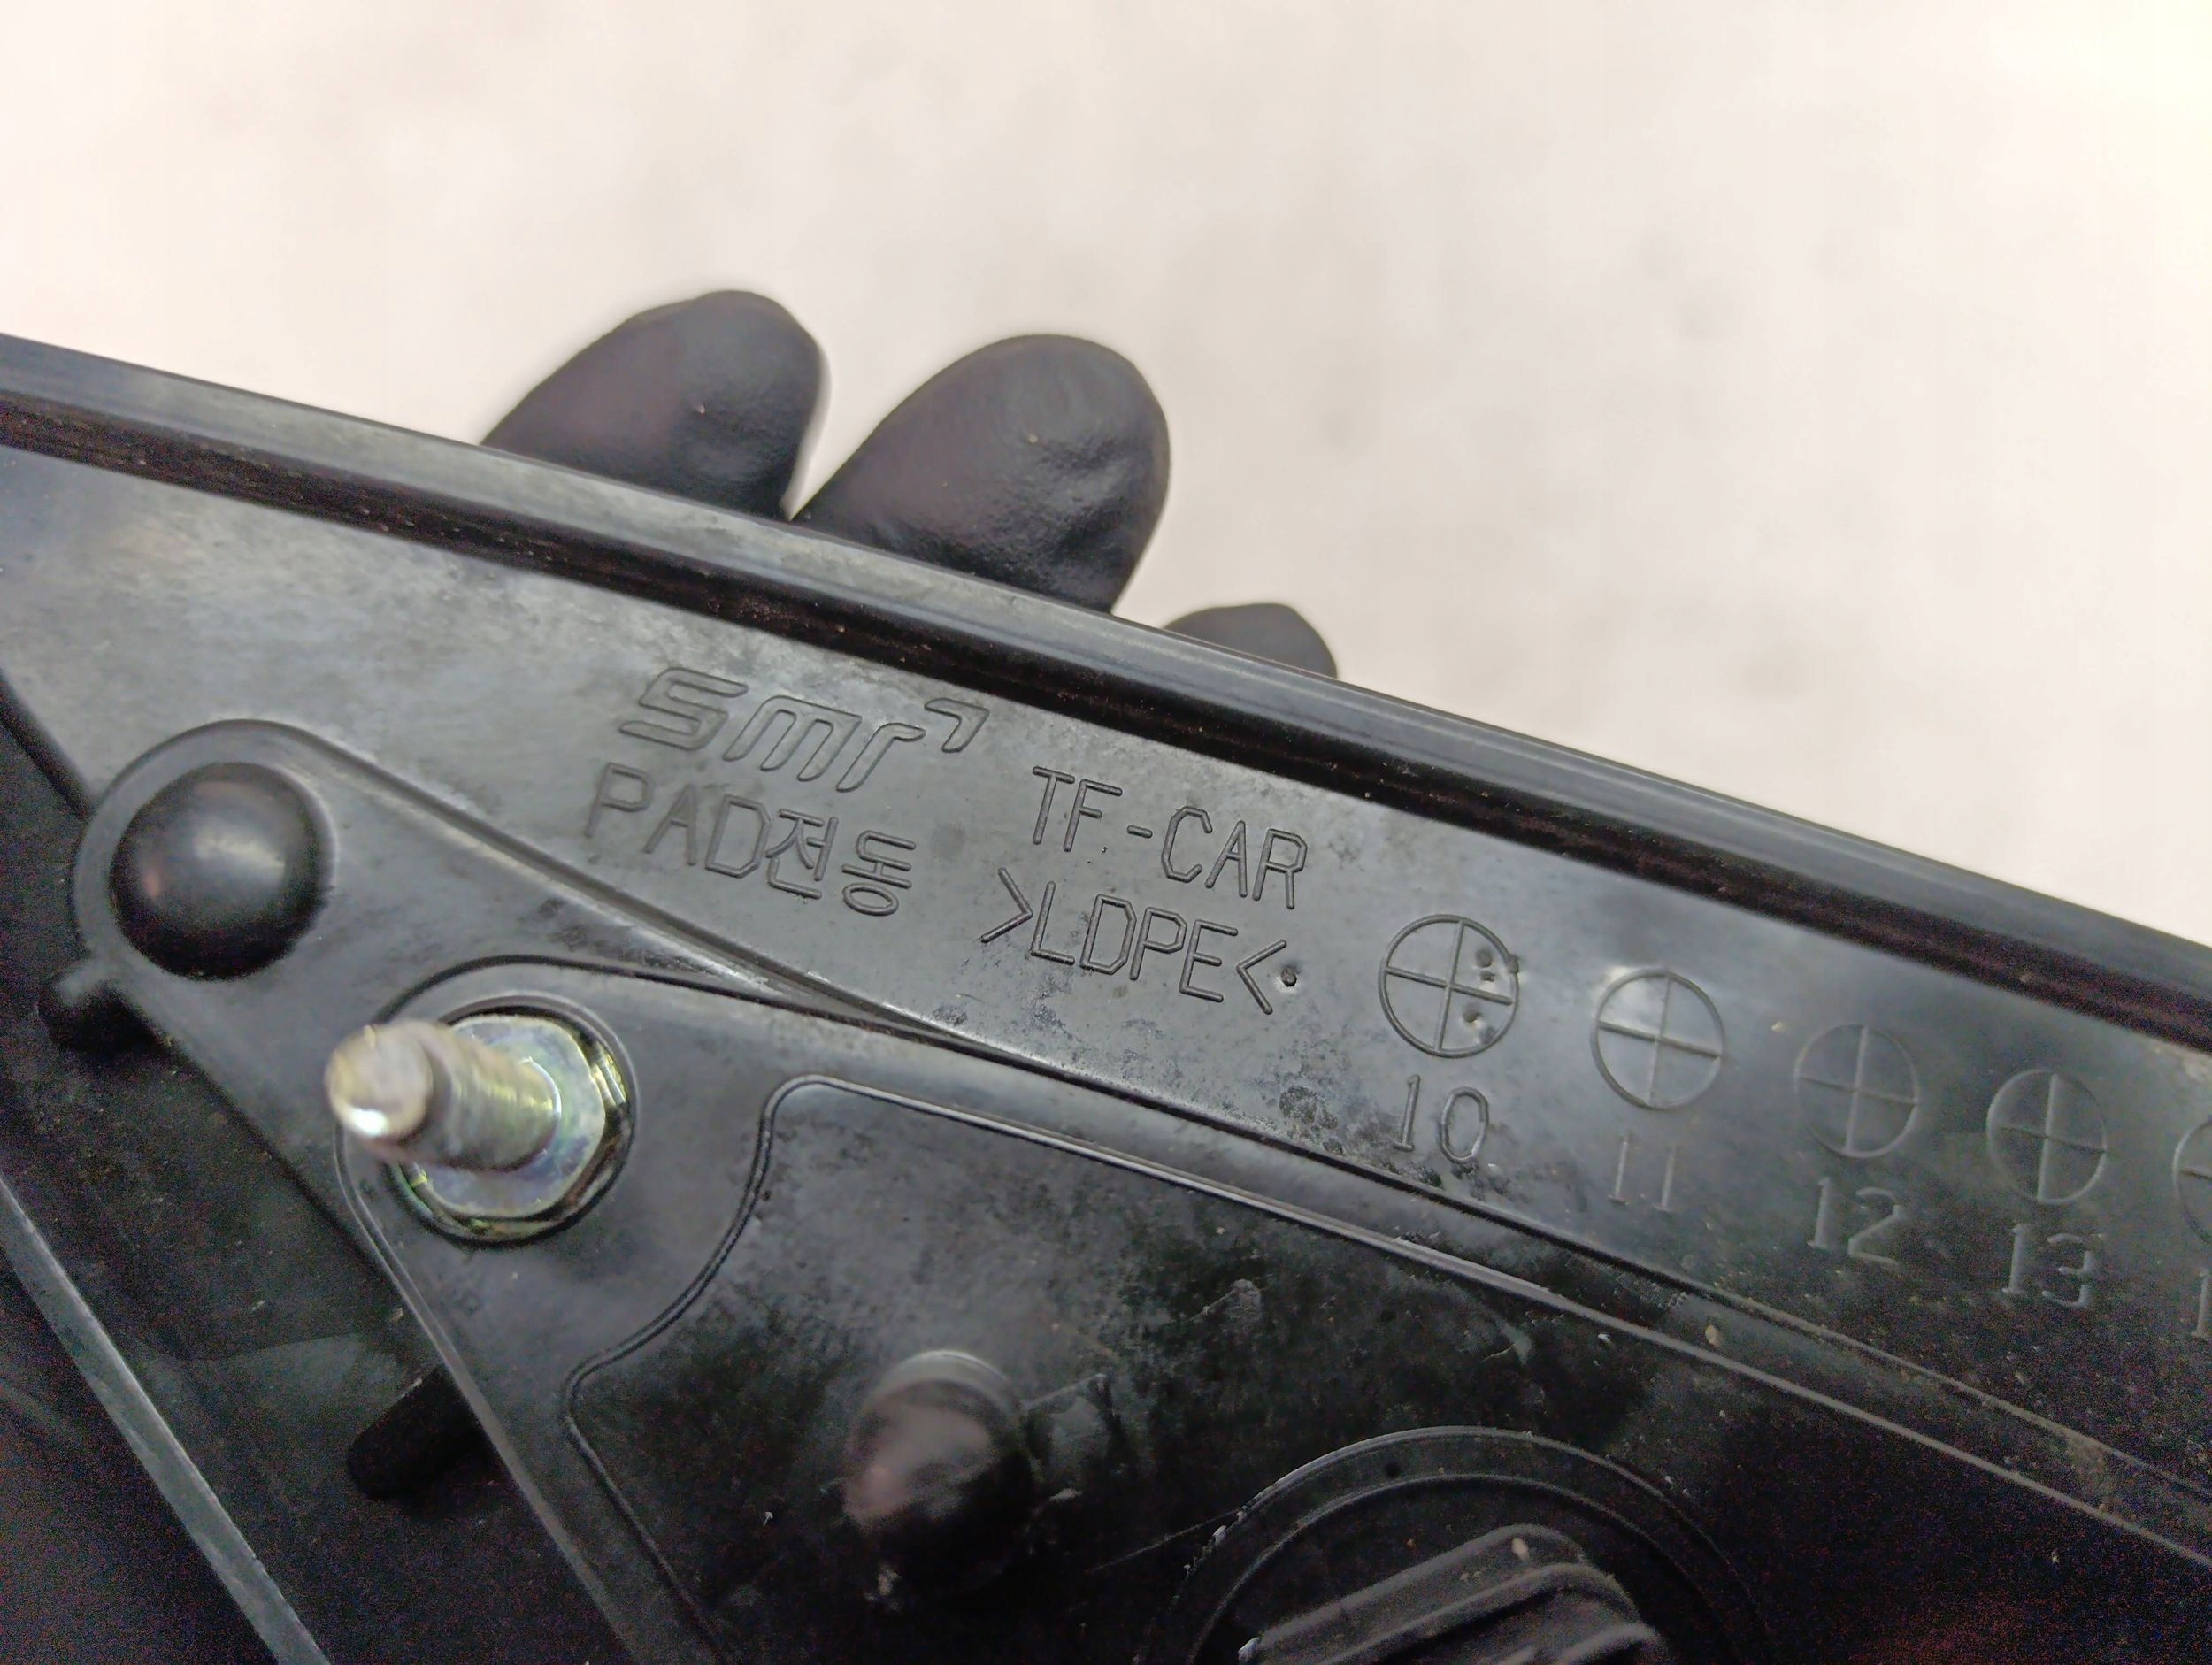 smr
PAD전동
TF-CAR
>LDPE<
10 11 12 13